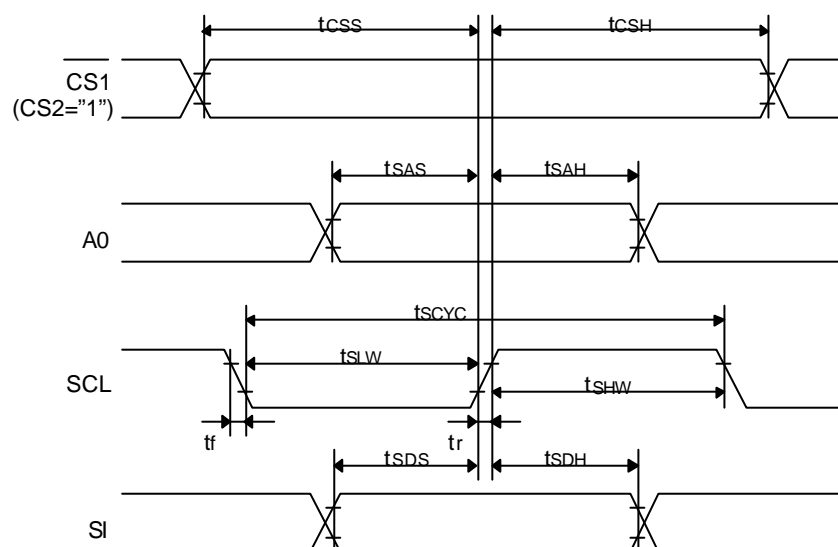 tCSS
tCSH
CS1
(CS2="1")
tSAS
tSAH
A0
tSCYC
tSLW
SCL
tSHW
tf
tr
tSDS
tSDH
SI